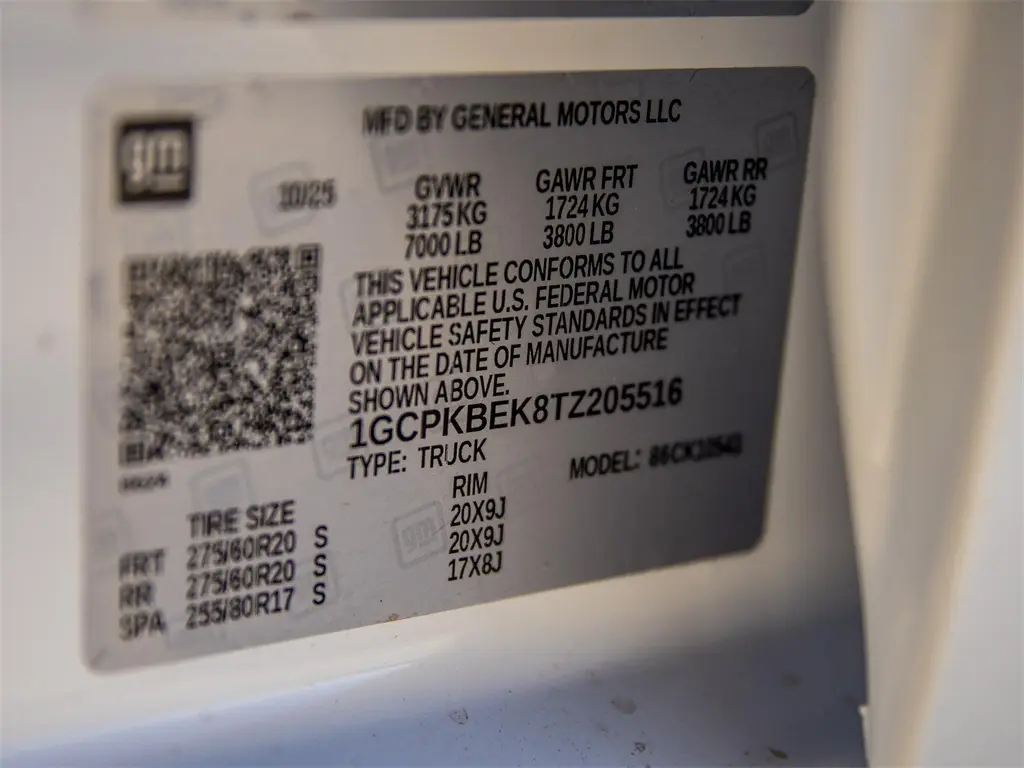 gm
MFD BY GENERAL MOTORS LLC
10/25
GVWR GAWR FRT GAWR RR
3175 KG 1724 KG 1724 KG
7000 LB 3800 LB 3800 LB
THIS VEHICLE CONFORMS TO ALL
APPLICABLE U.S. FEDERAL MOTOR
VEHICLE SAFETY STANDARDS IN EFFECT
ON THE DATE OF MANUFACTURE
SHOWN ABOVE.
1GCPKBEK8TZ205516
TYPE: TRUCK MODEL:
TIRE SIZE RIM
FRT 275/60R20 S 20X9J
RR 275/60R20 S 20X9J
SPA 255/80R17 S 17X8J